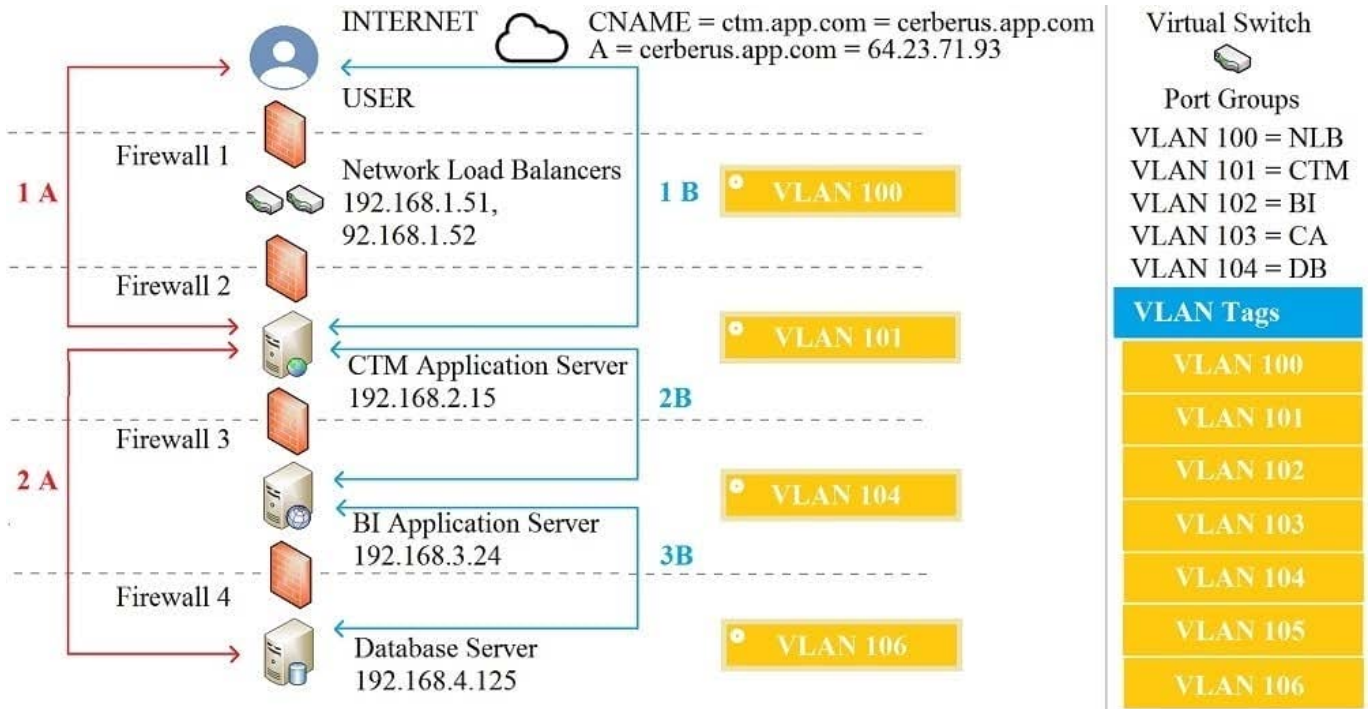 INTERNET
CNAME = ctm.app.com = cerberus.app.com
A = cerberus.app.com = 64.23.71.93
USER
Firewall 1
Network Load Balancers
192.168.1.51,
92.168.1.52
1 A
1 B
VLAN 100
Firewall 2
VLAN 101
CTM Application Server
192.168.2.15
2B
Firewall 3
2 A
VLAN 104
BI Application Server
192.168.3.24
3B
Firewall 4
VLAN 106
Database Server
192.168.4.125
Virtual Switch
Port Groups
VLAN 100 = NLB
VLAN 101 = CTM
VLAN 102 = BI
VLAN 103 = CA
VLAN 104 = DB
VLAN Tags
VLAN 100
VLAN 101
VLAN 102
VLAN 103
VLAN 104
VLAN 105
VLAN 106